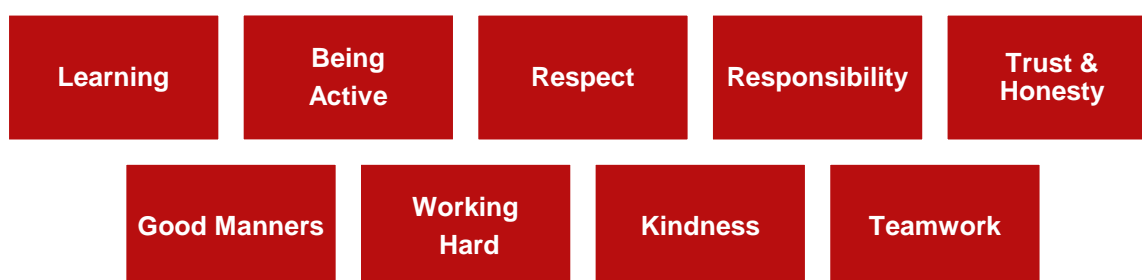 Learning
Being
Active
Respect
Responsibility
Trust &
Honesty
Good Manners
Working
Hard
Kindness
Teamwork